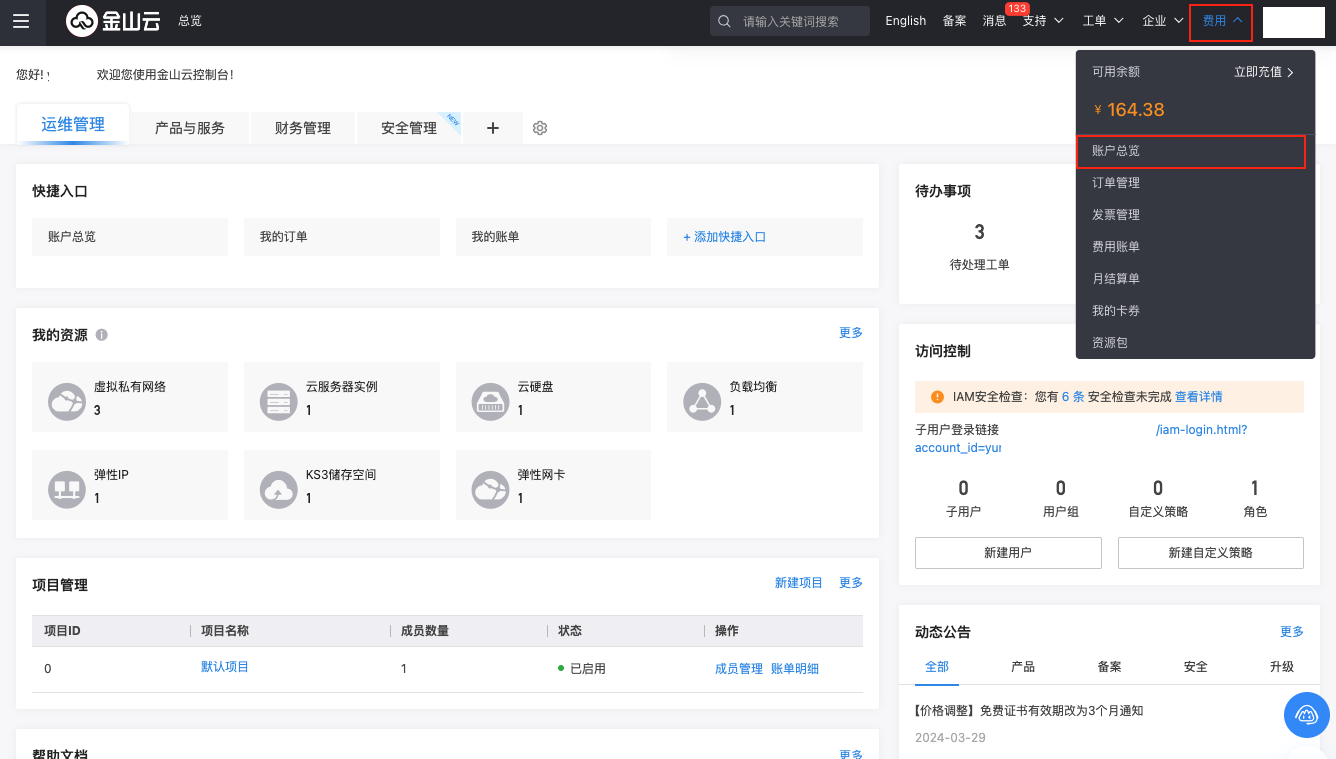 金山云 总览 请输入关键词搜索 English 备案 消息 133 支持 工单 企业 费用
您好! 欢迎您使用金山云控制台!
可用余额 立即充值
¥ 164.38
账户总览
订单管理
发票管理
费用账单
月结算单
我的卡券
资源包
运维管理 产品与服务 财务管理 安全管理 NEW +
快捷入口
账户总览 我的订单 我的账单 + 添加快捷入口
我的资源 更多
虚拟私有网络 3
云服务器实例 1
云硬盘 1
负载均衡 1
弹性IP 1
KS3储存空间 1
弹性网卡 1
项目管理 新建项目 更多
项目ID 项目名称 成员数量 状态 操作
0 默认项目 1 已启用 成员管理 账单明细
帮助文档 更多
待办事项
3
待处理工单
访问控制
IAM安全检查：您有 6 条 安全检查未完成 查看详情
子用户登录链接 /iam-login.html?
account_id=yun
0 0 0 1
子用户 用户组 自定义策略 角色
新建用户 新建自定义策略
动态公告 更多
全部 产品 备案 安全 升级
【价格调整】免费证书有效期改为3个月通知
2024-03-29